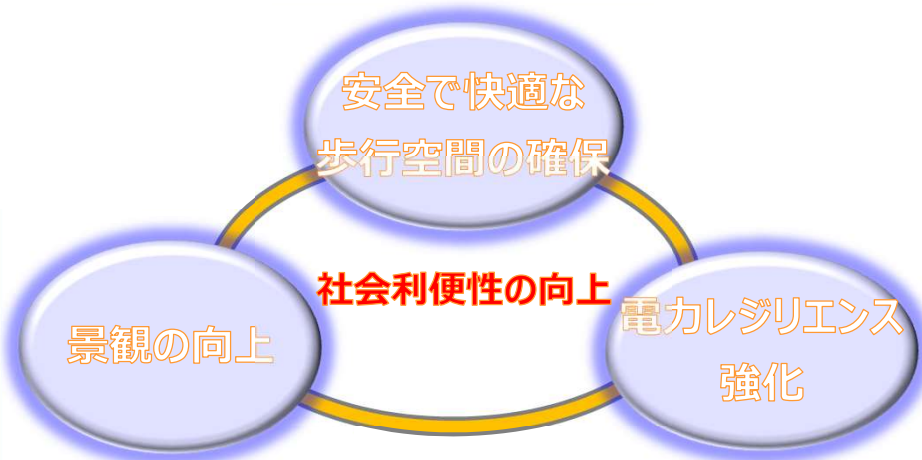 安全で快適な
歩行空間の確保
社会利便性の向上
景観の向上
電力レジリエンス
強化